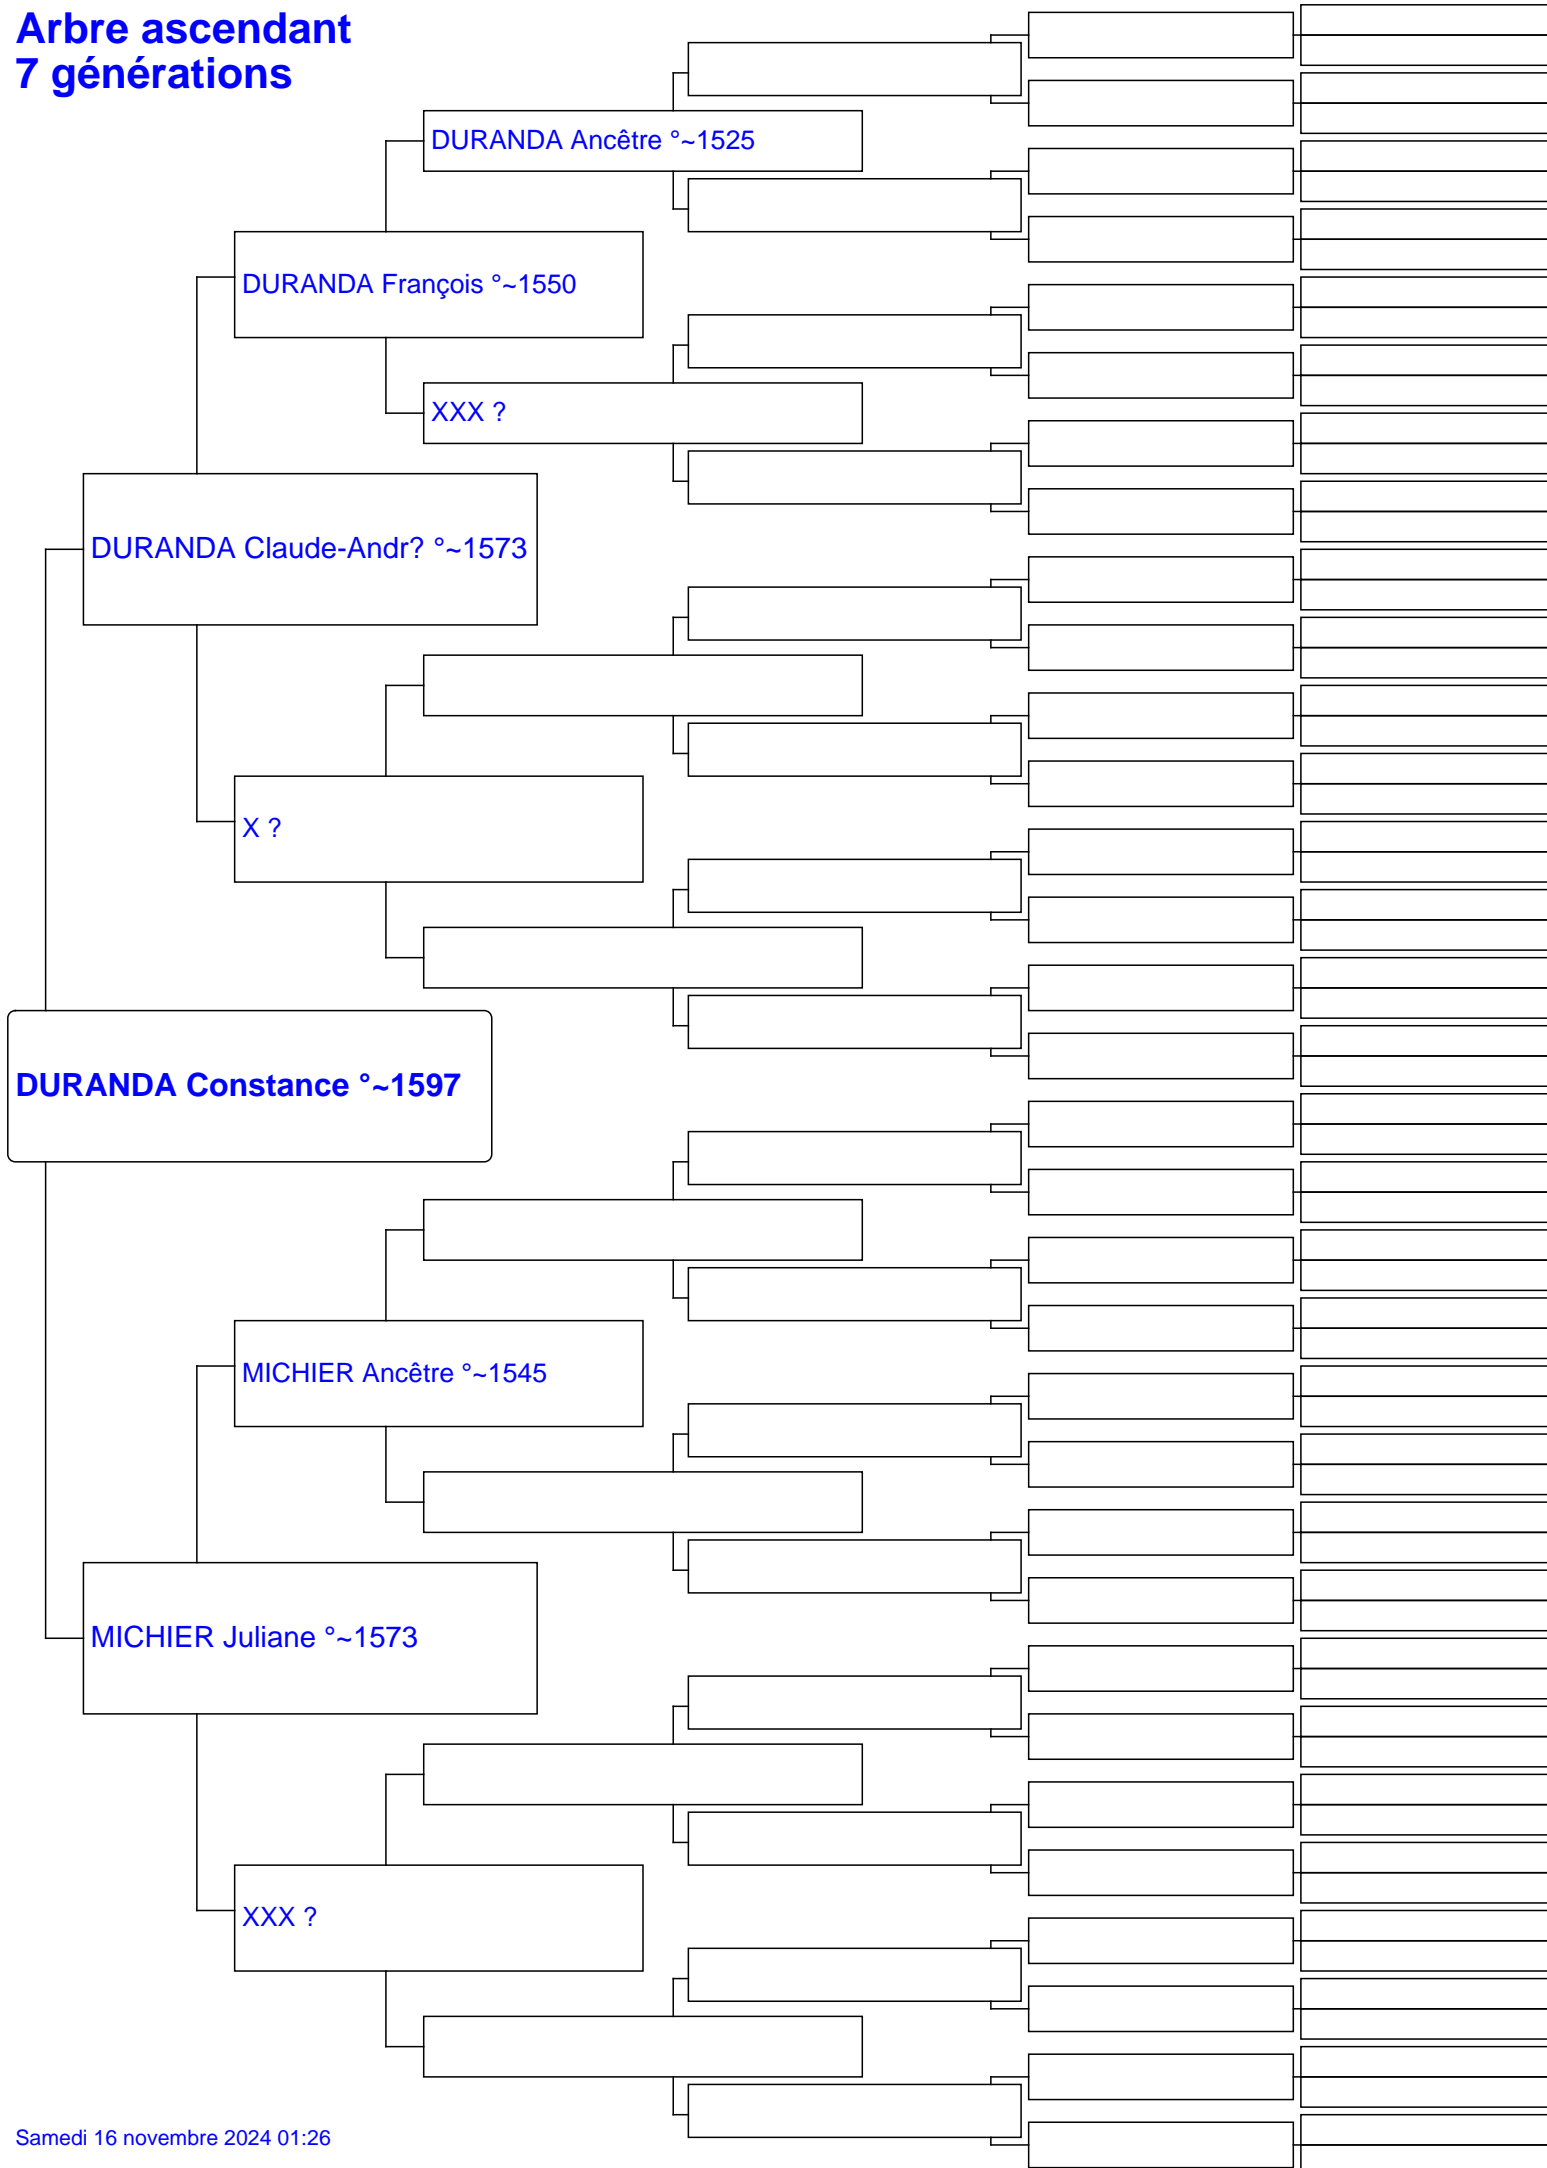 Arbre ascendant
7 générations
DURANDA Ancêtre °~1525
DURANDA François °~1550
XXX ?
DURANDA Claude-Andr? °~1573
X ?
DURANDA Constance °~1597
MICHIER Ancêtre °~1545
MICHIER Juliane °~1573
XXX ?
Samedi 16 novembre 2024 01:26